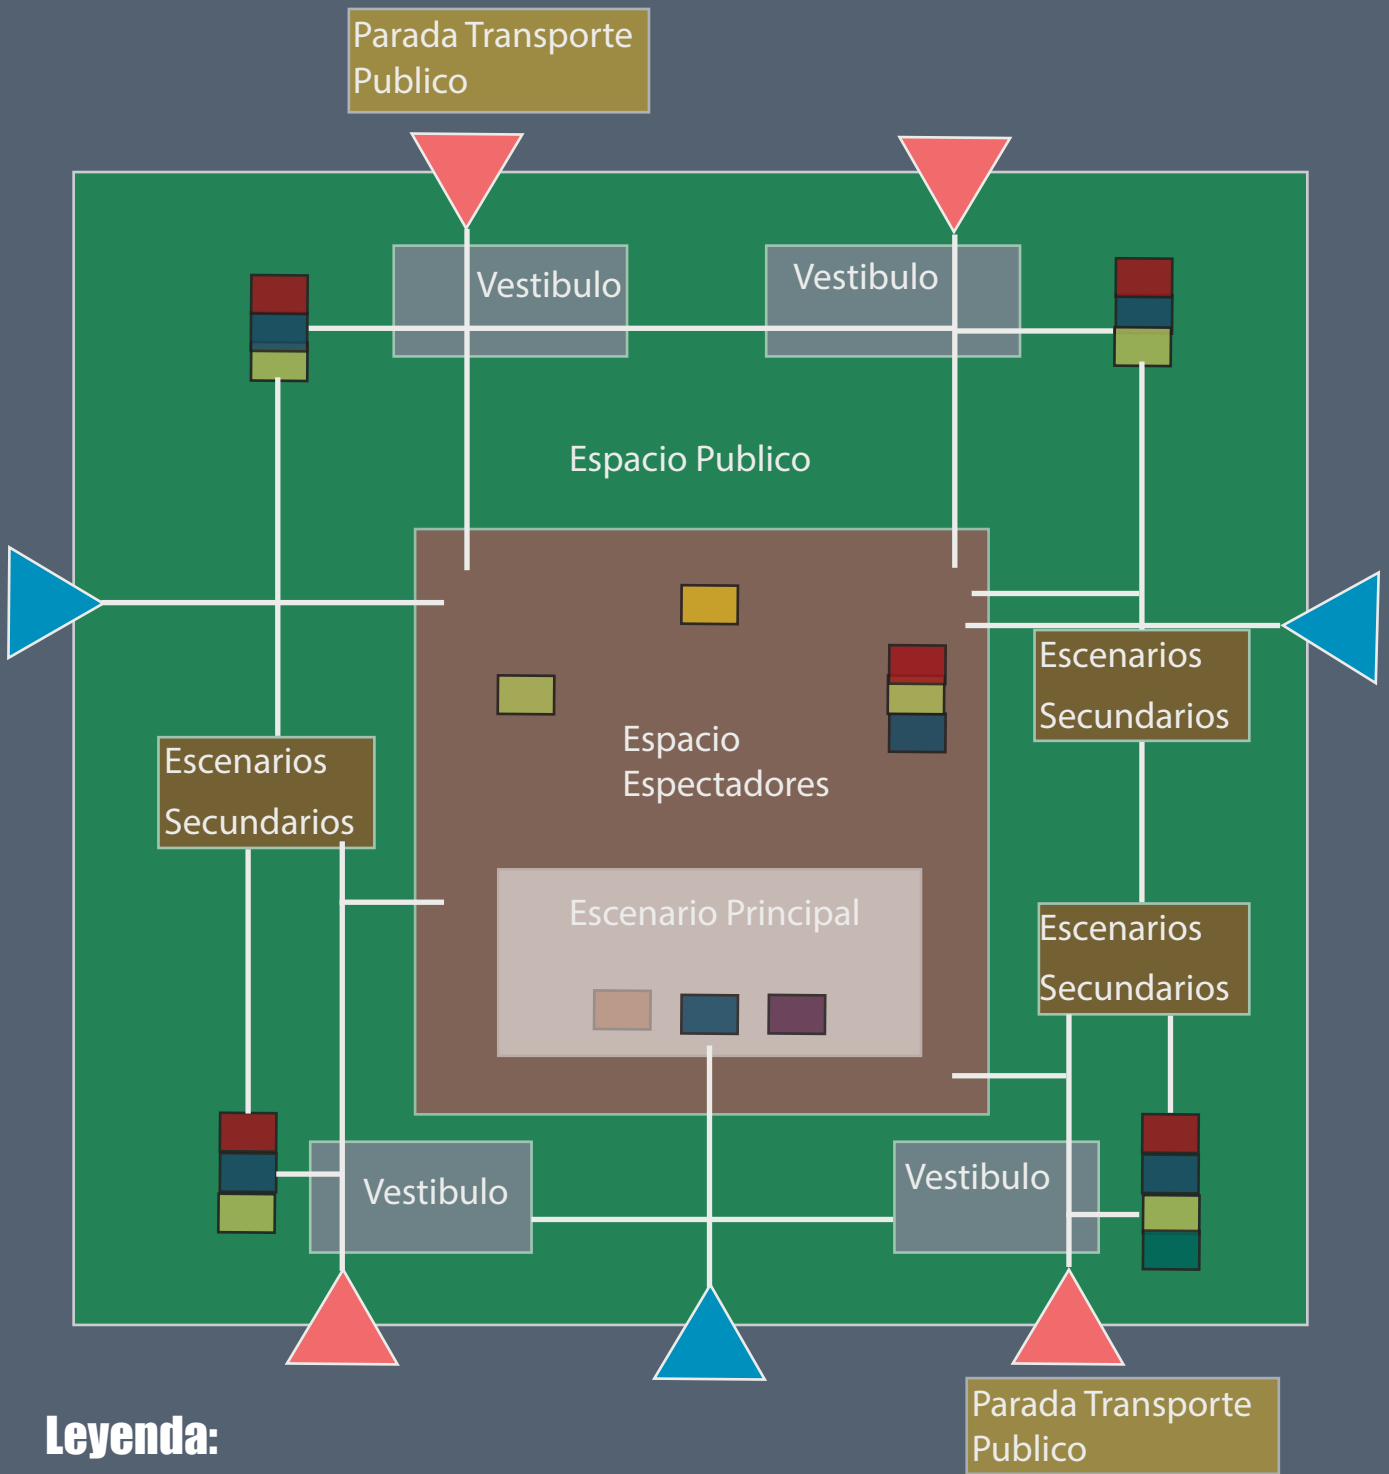 Parada Transporte
Publico
Vestibulo
Vestibulo
Espacio Publico
Escenarios
Secundarios
Espacio
Espectadores
Escenarios
Secundarios
Escenario Principal
Escenarios
Secundarios
Vestibulo
Vestibulo
Parada Transporte
Publico
Leyenda: